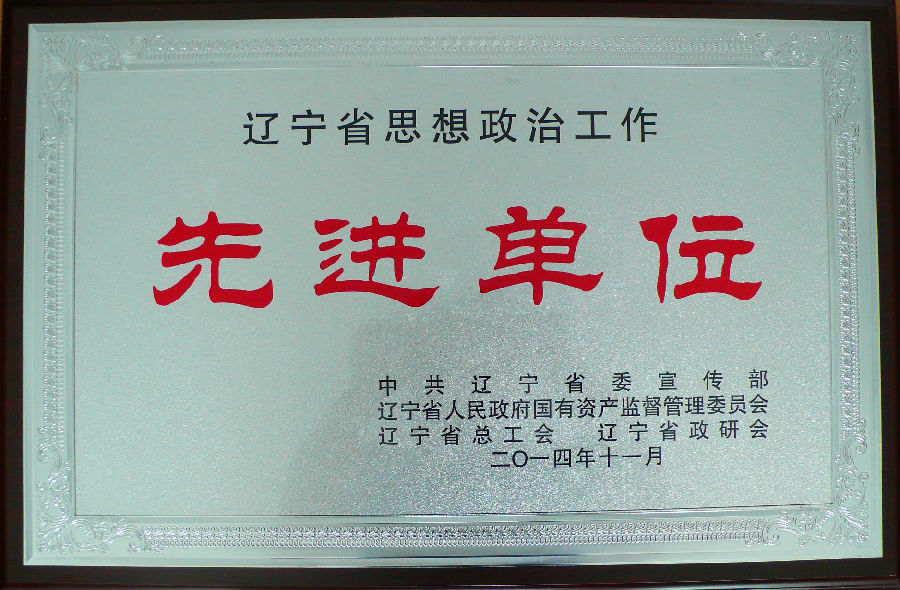 辽宁省思想政治工作
先进单位
中共辽宁省委宣传部
辽宁省人民政府国有资产监督管理委员会
辽宁省总工会 辽宁省政研会
二〇一四年十一月